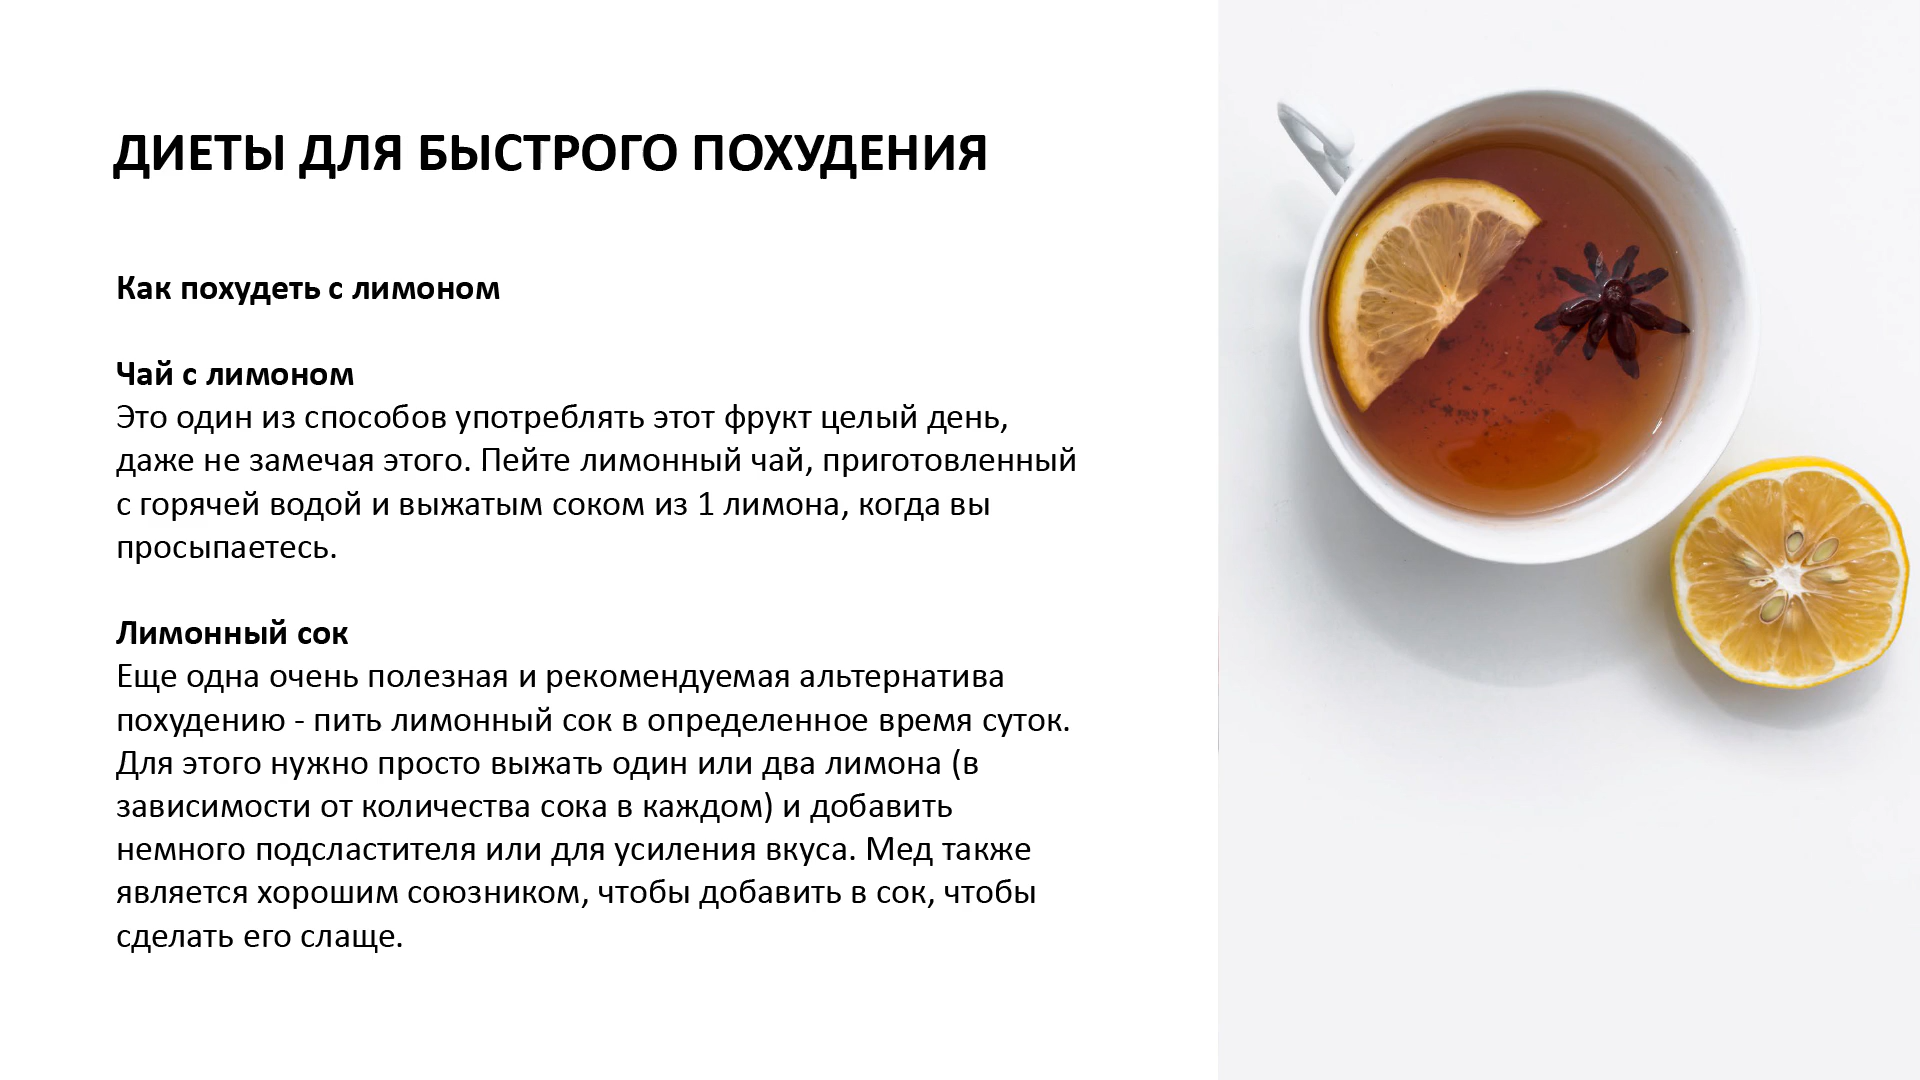 ДИЕТЫ ДЛЯ БЫСТРОГО ПОХУДЕНИЯ
Как похудеть с лимоном
Чай с лимоном
Это один из способов употреблять этот фрукт целый день,
даже не замечая этого. Пейте лимонный чай, приготовленный
с горячей водой и выжатым соком из 1 лимона, когда вы
просыпаетесь.
Лимонный сок
Еще одна очень полезная и рекомендуемая альтернатива
похудению - пить лимонный сок в определенное время суток.
Для этого нужно просто выжать один или два лимона (в
зависимости от количества сока в каждом) и добавить
немного подсластителя или для усиления вкуса. Мед также
является хорошим союзником, чтобы добавить в сок, чтобы
сделать его слаще.